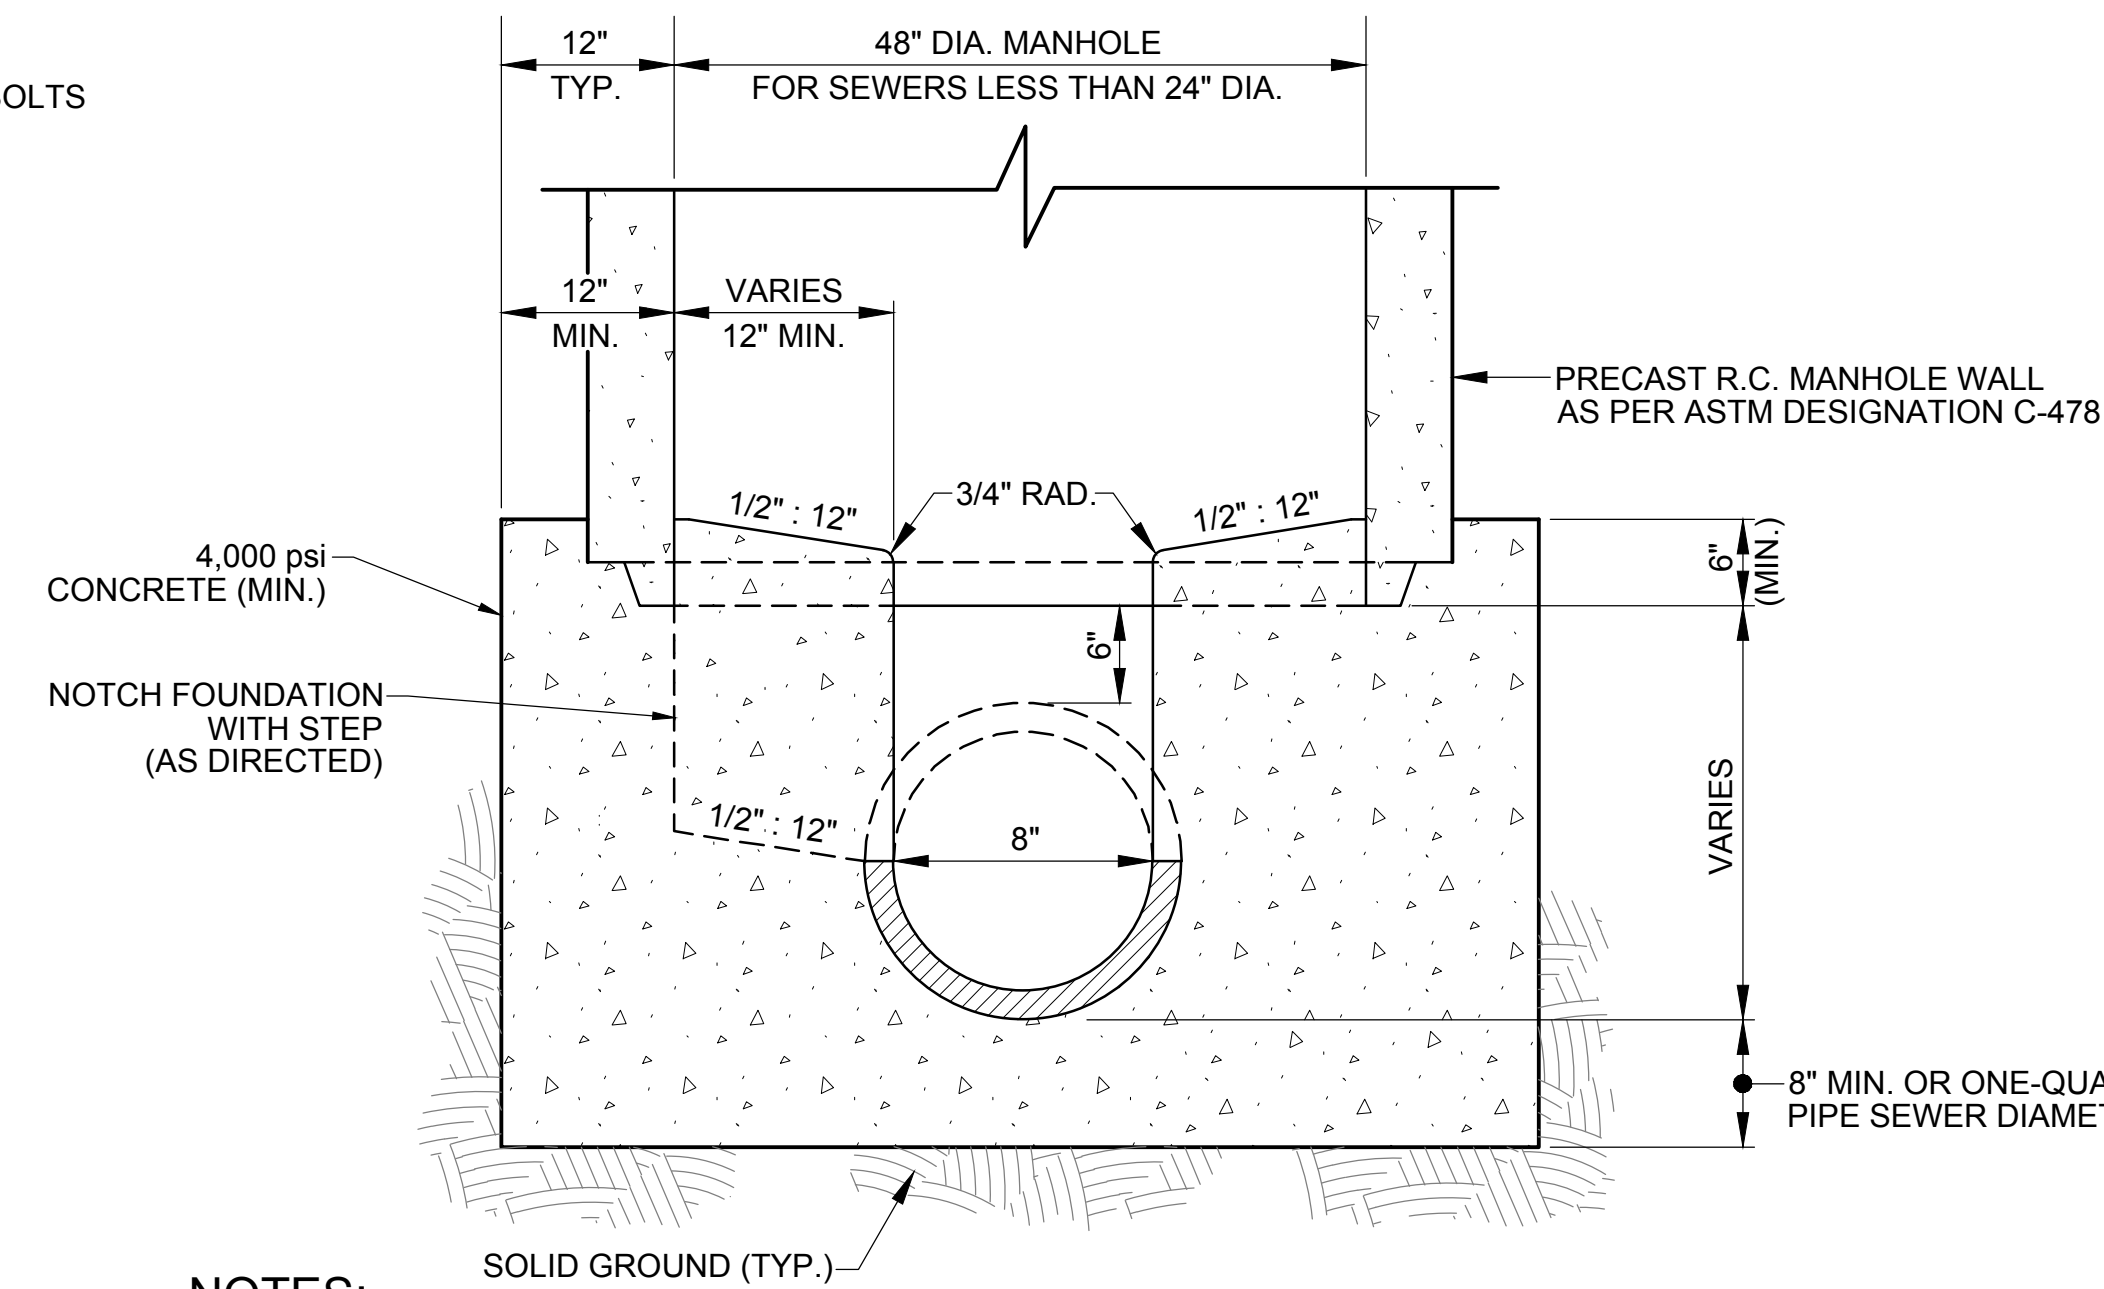 12"
TYP.
48" DIA. MANHOLE
FOR SEWERS LESS THAN 24" DIA.
OLTS
12"
MIN.
VARIES
12" MIN.
PRECAST R.C. MANHOLE WALL
AS PER ASTM DESIGNATION C-478
1/2" : 12"
3/4" RAD.
1/2" : 12"
6"
(MIN.)
4,000 psi
CONCRETE (MIN.)
6"
NOTCH FOUNDATION
WITH STEP
(AS DIRECTED)
VARIES
1/2" : 12"
8"
8" MIN. OR ONE-QUA
PIPE SEWER DIAMET
SOLID GROUND (TYP.)
NOTES: